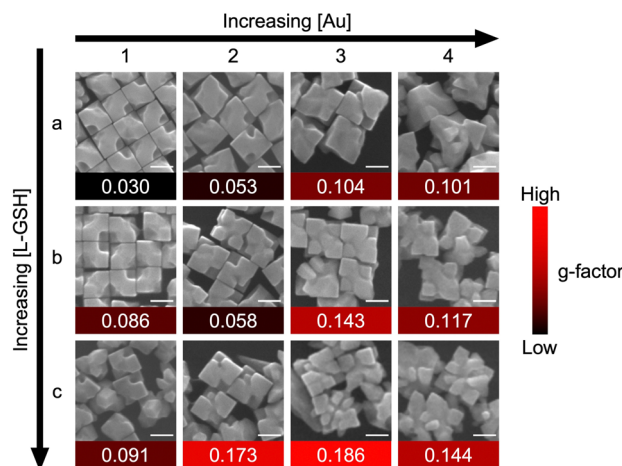 Increasing [Au]
1 2 3 4
Increasing [L-GSH]
a
0.030 0.053 0.104 0.101
b
0.086 0.058 0.143 0.117
c
0.091 0.173 0.186 0.144
High
g-factor
Low